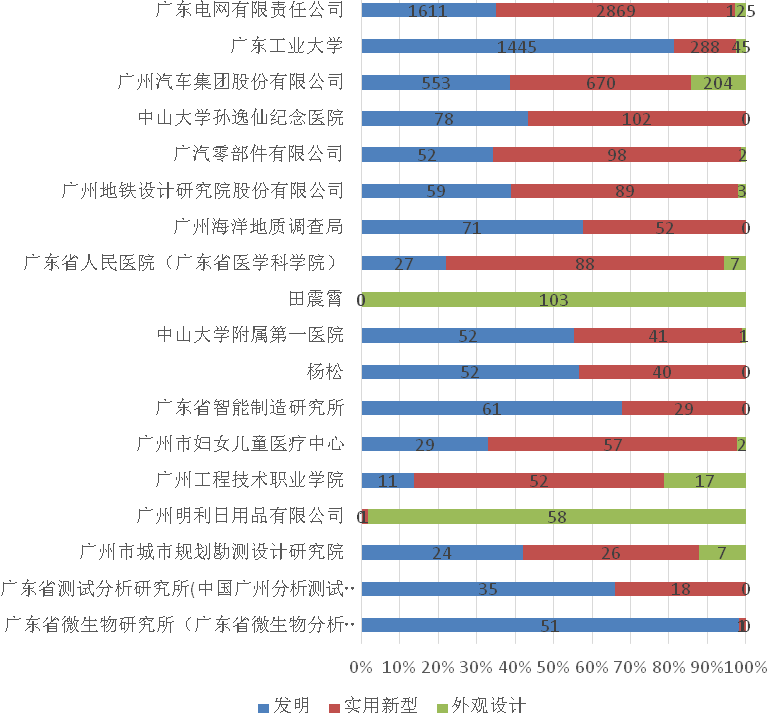 广东电网有限责任公司 1611 2869 125
广东工业大学 1445 288 45
广州汽车集团股份有限公司 553 670 204
中山大学孙逸仙纪念医院 78 102 0
广汽零部件有限公司 52 98 2
广州地铁设计研究院股份有限公司 59 89 3
广州海洋地质调查局 71 52 0
广东省人民医院（广东省医学科学院） 27 88 7
田震霄 0 103
中山大学附属第一医院 52 41 1
杨松 52 40 0
广东省智能制造研究所 61 29 0
广州市妇女儿童医疗中心 29 57 2
广州工程技术职业学院 11 52 17
广州明利日用品有限公司 0 1 58
广州市城市规划勘测设计研究院 24 26 7
广东省测试分析研究所(中国广州分析测试… 35 18 0
广东省微生物研究所（广东省微生物分析… 51 1 0
0% 10% 20% 30% 40% 50% 60% 70% 80% 90% 100%
发明 实用新型 外观设计